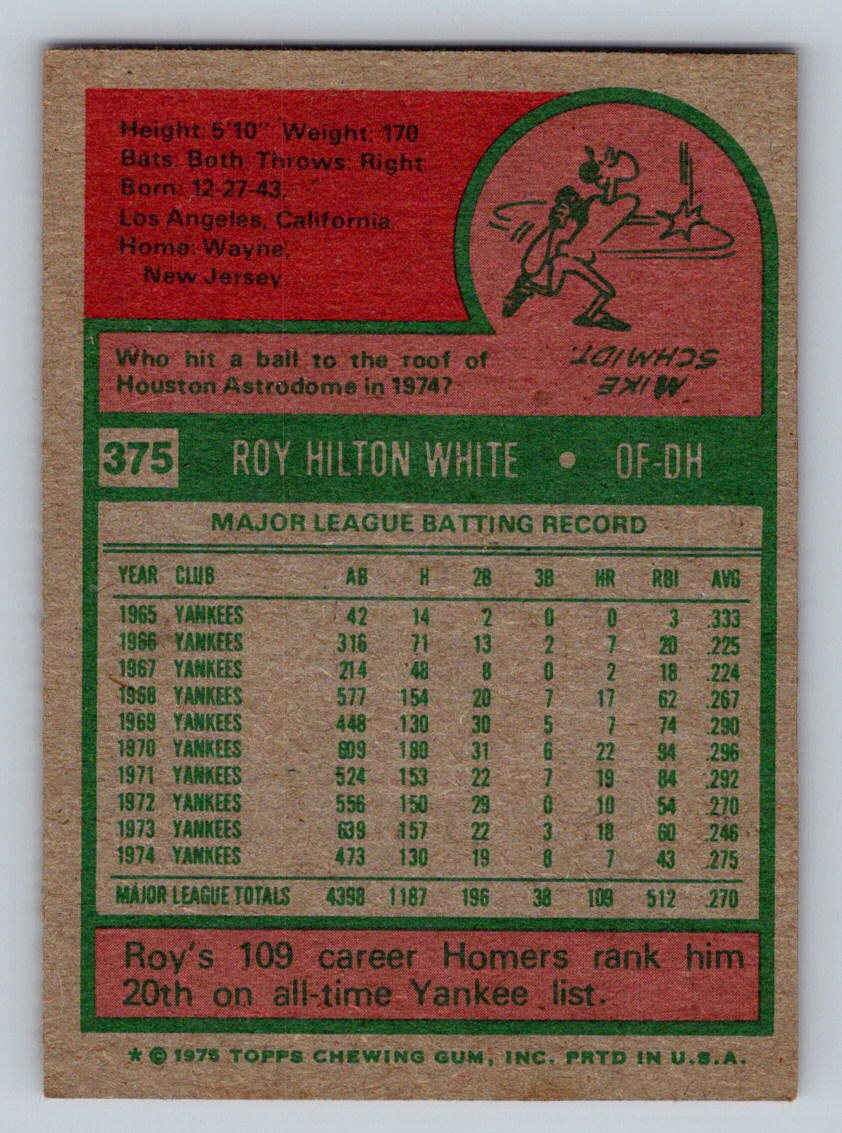 Height: 5'10" Weight: 170
Bats: Both Throws: Right
Born: 12-27-43,
Los Angeles, California
Home: Wayne,
New Jersey
Who hit a ball to the roof of
Houston Astrodome in 1974?
MIKE
SCHMIDT.
375 ROY HILTON WHITE • OF-DH
MAJOR LEAGUE BATTING RECORD
YEAR CLUB AB H 2B 3B HR RBI AVG
1965 YANKEES 42 14 2 0 0 3 .333
1966 YANKEES 316 71 13 2 7 20 .225
1967 YANKEES 214 48 8 0 2 18 .224
1968 YANKEES 577 154 20 7 17 62 .267
1969 YANKEES 448 130 30 5 7 74 .290
1970 YANKEES 609 180 31 6 22 94 .296
1971 YANKEES 524 153 22 7 19 84 .292
1972 YANKEES 556 150 29 0 10 54 .270
1973 YANKEES 639 157 22 3 18 60 .246
1974 YANKEES 473 130 19 8 7 43 .275
MAJOR LEAGUE TOTALS 4398 1187 196 38 109 512 .270
Roy's 109 career Homers rank him
20th on all-time Yankee list.
* © 1975 TOPPS CHEWING GUM, INC. PRTD IN U.S.A.